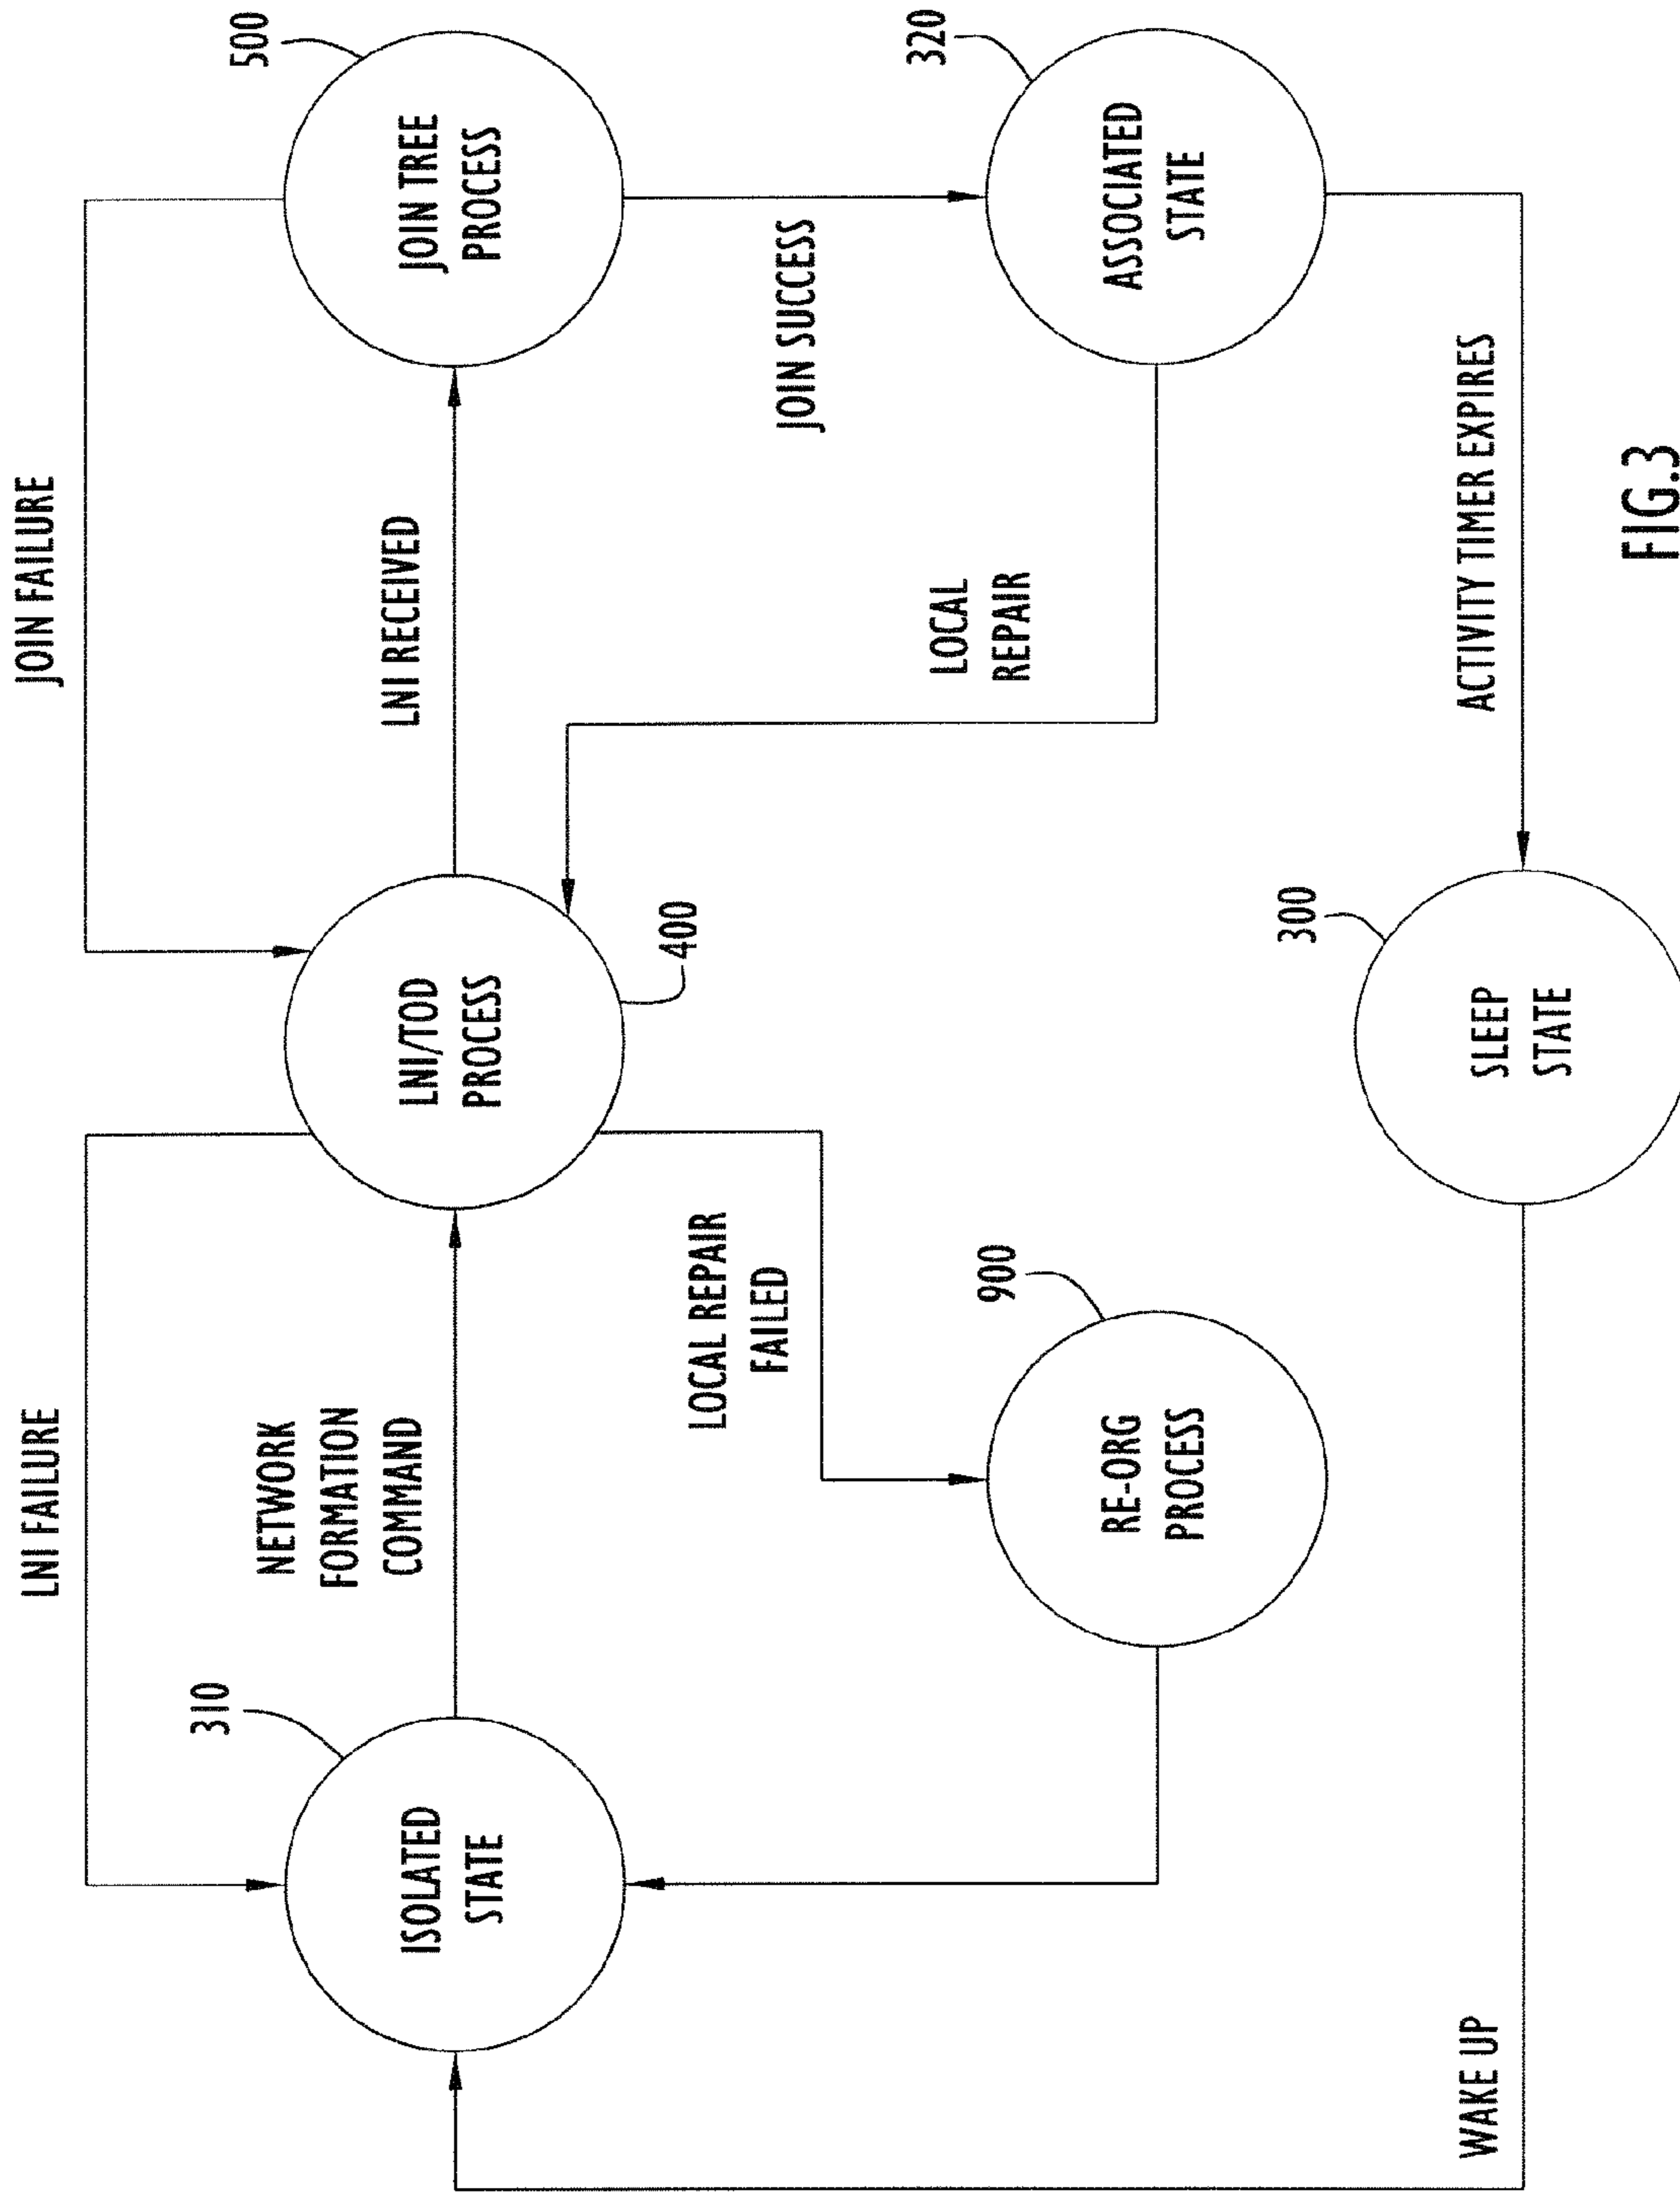 LNI FAILURE
JOIN FAILURE
310
NETWORK
FORMATION
COMMAND
LNI RECEIVED
500
ISOLATED
STATE
LNI/TOD
PROCESS
JOIN TREE
PROCESS
400
LOCAL REPAIR
FAILED
JOIN SUCCESS
900
LOCAL
REPAIR
320
RE-ORG
PROCESS
ASSOCIATED
STATE
300
WAKE UP
SLEEP
STATE
ACTIVITY TIMER EXPIRES
FIG.3